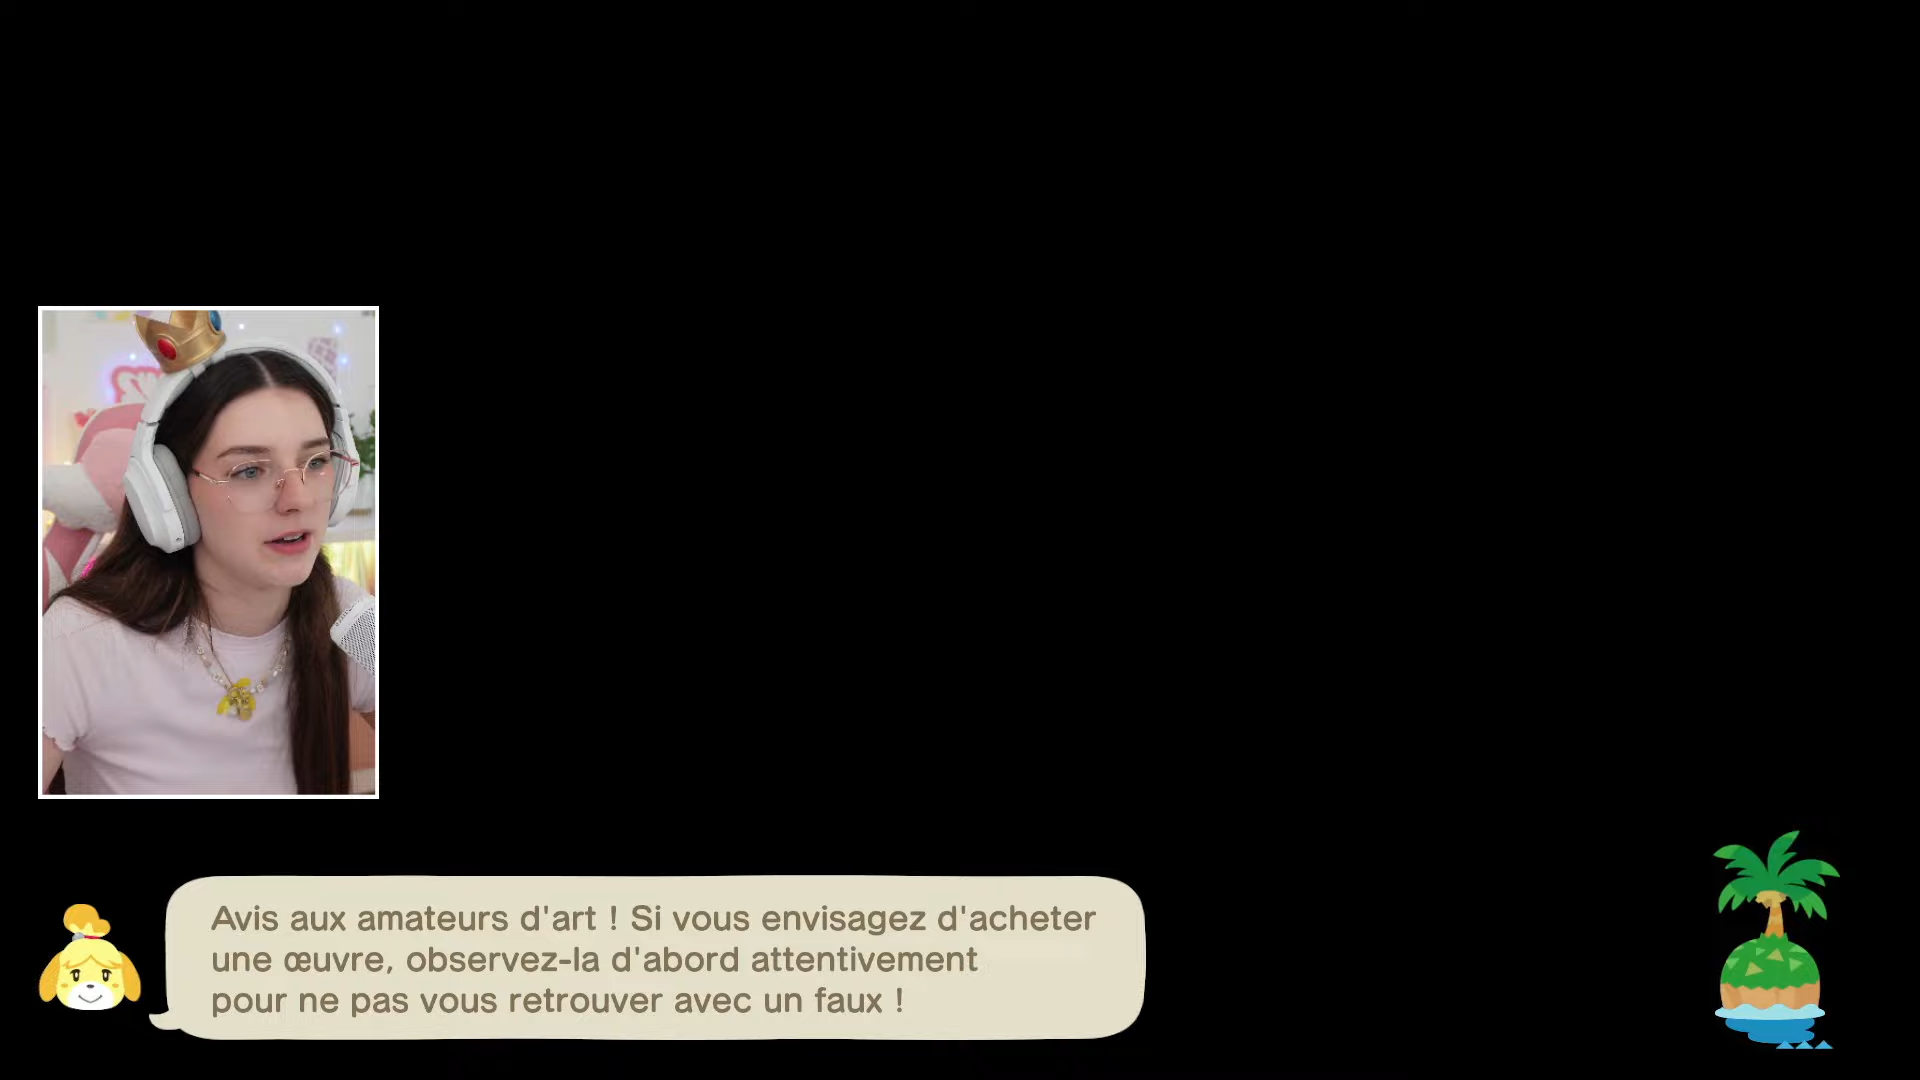 Avis aux amateurs d'art ! Si vous envisagez d'acheter
une œuvre, observez-la d'abord attentivement
pour ne pas vous retrouver avec un faux !